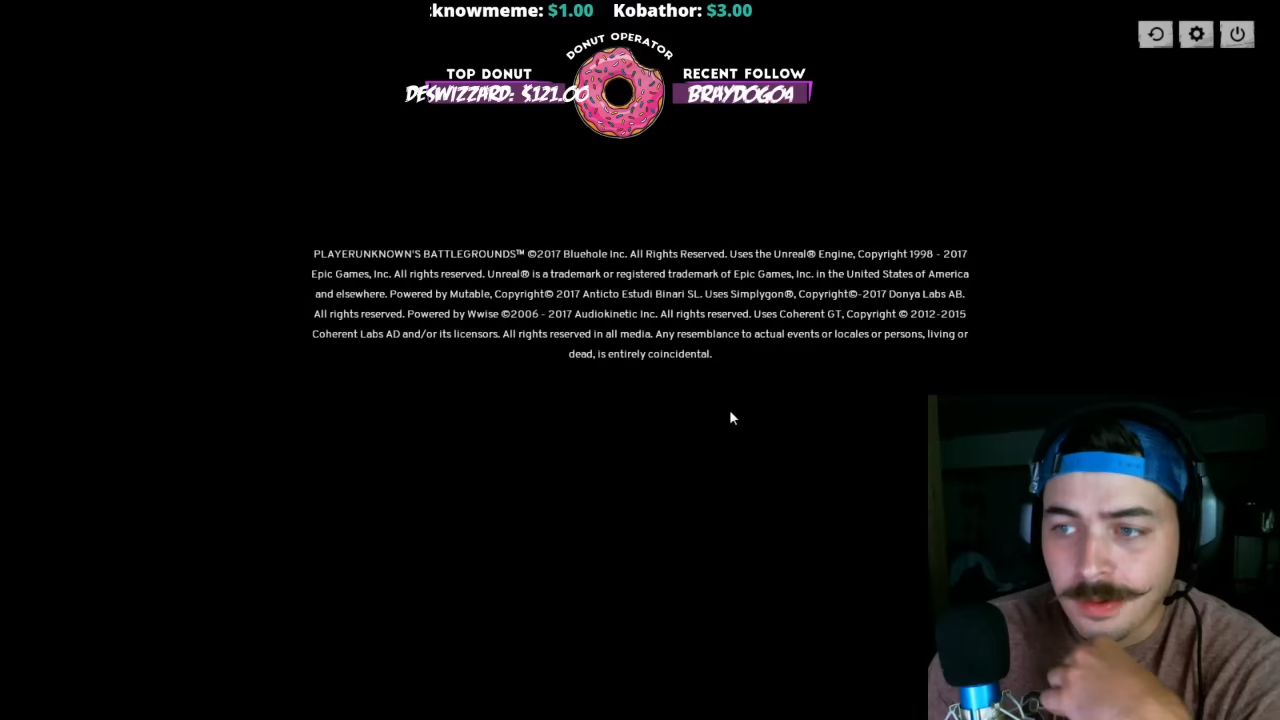 :knowmeme: $1.00 Kobathor: $3.00
DONUT OPERATOR
TOP DONUT
RECENT FOLLOW
DESWIZZARD: $121.00
BRAYDOGO4
PLAYERUNKNOWN'S BATTLEGROUNDS™ ©2017 Bluehole Inc. All Rights Reserved. Uses the Unreal® Engine, Copyright 1998 - 2017
Epic Games, Inc. All rights reserved. Unreal® is a trademark or registered trademark of Epic Games, Inc. in the United States of America
and elsewhere. Powered by Mutable, Copyright© 2017 Anticto Estudi Binari SL. Uses Simplygon®, Copyright©-2017 Donya Labs AB.
All rights reserved. Powered by Wwise ©2006 - 2017 Audiokinetic Inc. All rights reserved. Uses Coherent GT, Copyright © 2012-2015
Coherent Labs AD and/or its licensors. All rights reserved in all media. Any resemblance to actual events or locales or persons, living or
dead, is entirely coincidental.